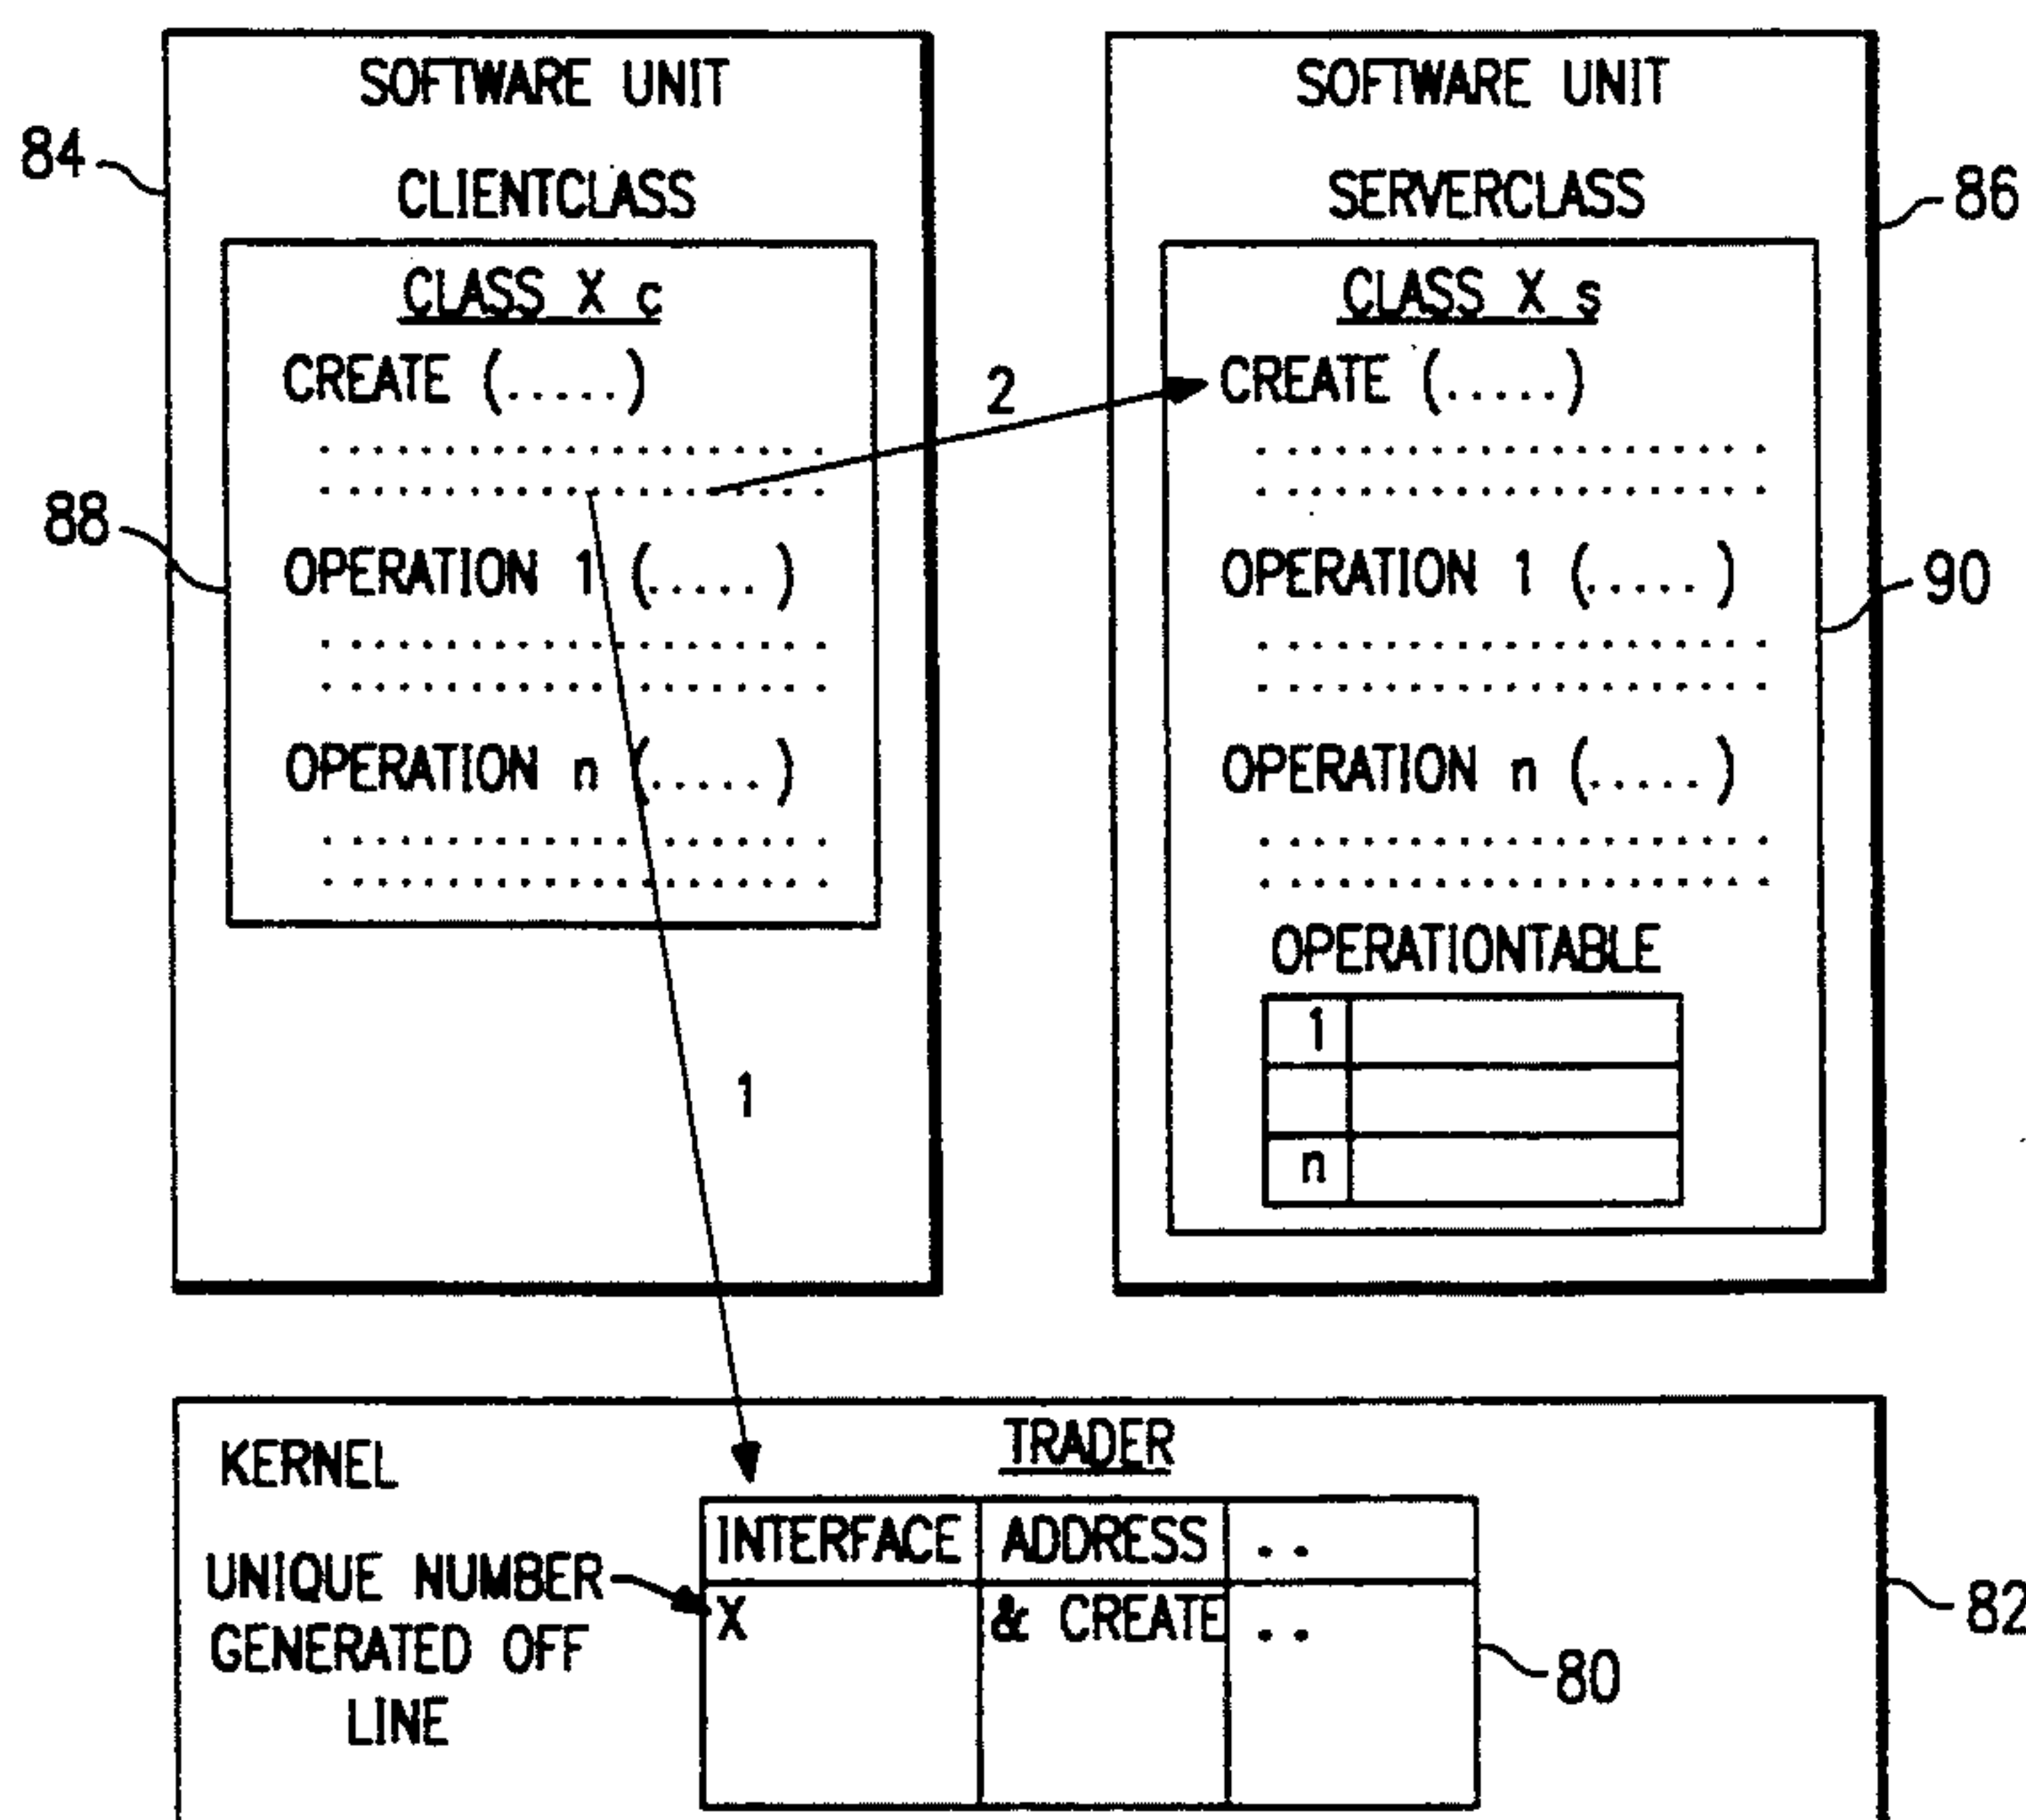 SOFTWARE UNIT
CLIENTCLASS
84
CLASS X c
CREATE (.....)
88
OPERATION 1 (.....)
OPERATION n (.....)
1
2
SOFTWARE UNIT
SERVERCLASS
86
CLASS X s
CREATE (.....)
OPERATION 1 (.....)
90
OPERATION n (.....)
OPERATIONTABLE
1
n
KERNEL
TRADER
UNIQUE NUMBER
GENERATED OFF
LINE
INTERFACE ADDRESS ..
X & CREATE ..
80
82